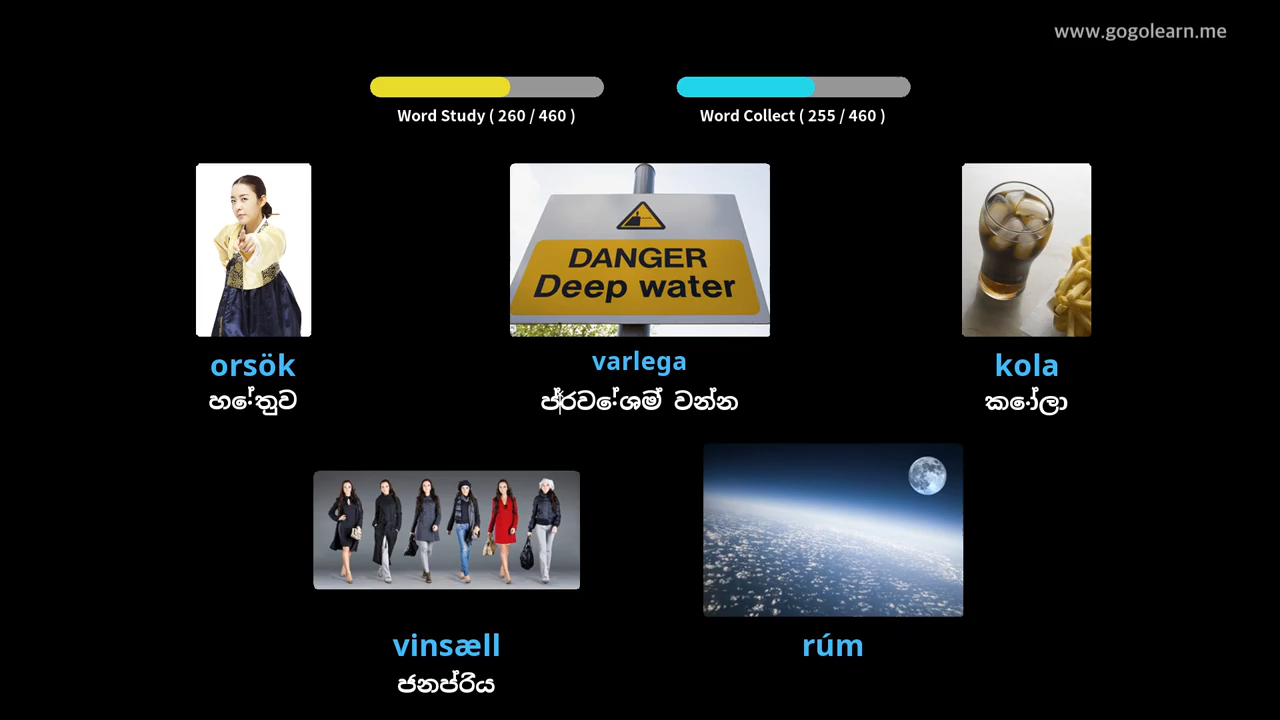 www.gogolearn.me
Word Study ( 260 / 460 )
Word Collect ( 255 / 460 )
DANGER
Deep water
orsök
හේතුව
varlega
ප්‍රවේශම් වන්න
kola
කෝලා
vinsæll
ජනප්රිය
rúm